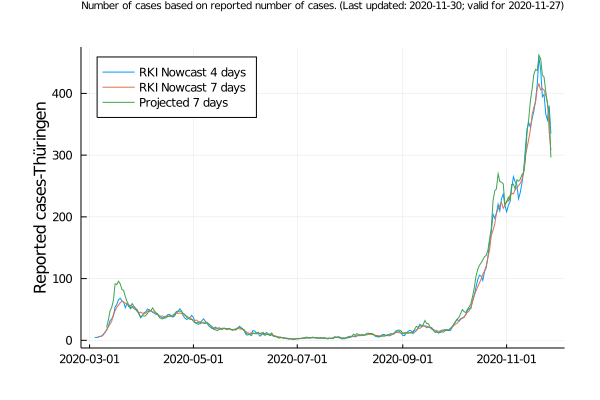 Number of cases based on reported number of cases. (Last updated: 2020-11-30; valid for 2020-11-27)
RKI Nowcast 4 days
RKI Nowcast 7 days
Projected 7 days
Reported cases-Thüringen
400
300
200
100
0
2020-03-01 2020-05-01 2020-07-01 2020-09-01 2020-11-01